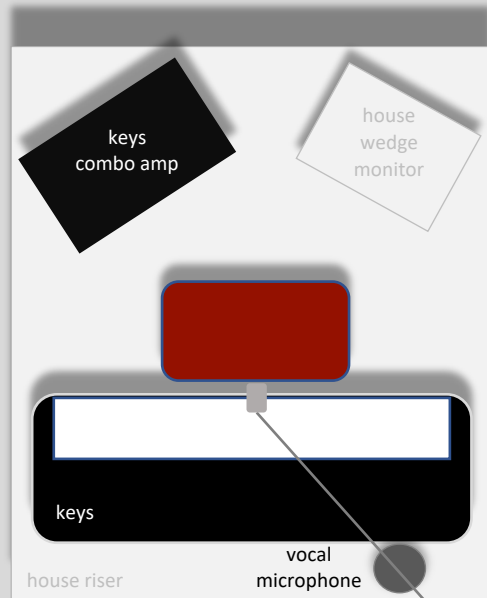 keys
combo amp
house
wedge
monitor
keys
vocal
microphone
house riser